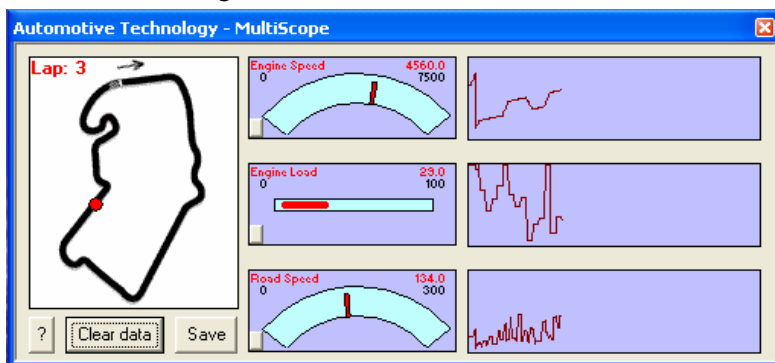 Automotive Technology - MultiScope
Lap: 3
Engine Speed 4560.0
0 7500
Engine Load 29.0
0 100
Road Speed 134.0
0 300
? Clear data Save